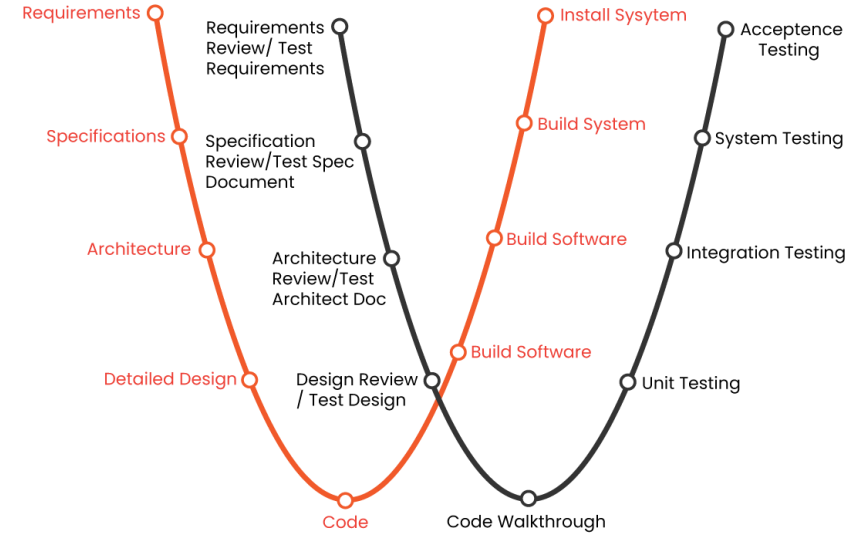 Requirements
Requirements
Review/ Test
Requirements
Install Sysytem
Acceptence
Testing
Specifications
Specification
Review/Test Spec
Document
Build System
System Testing
Architecture
Architecture
Review/Test
Architect Doc
Build Software
Integration Testing
Detailed Design
Design Review
/ Test Design
Build Software
Unit Testing
Code
Code Walkthrough